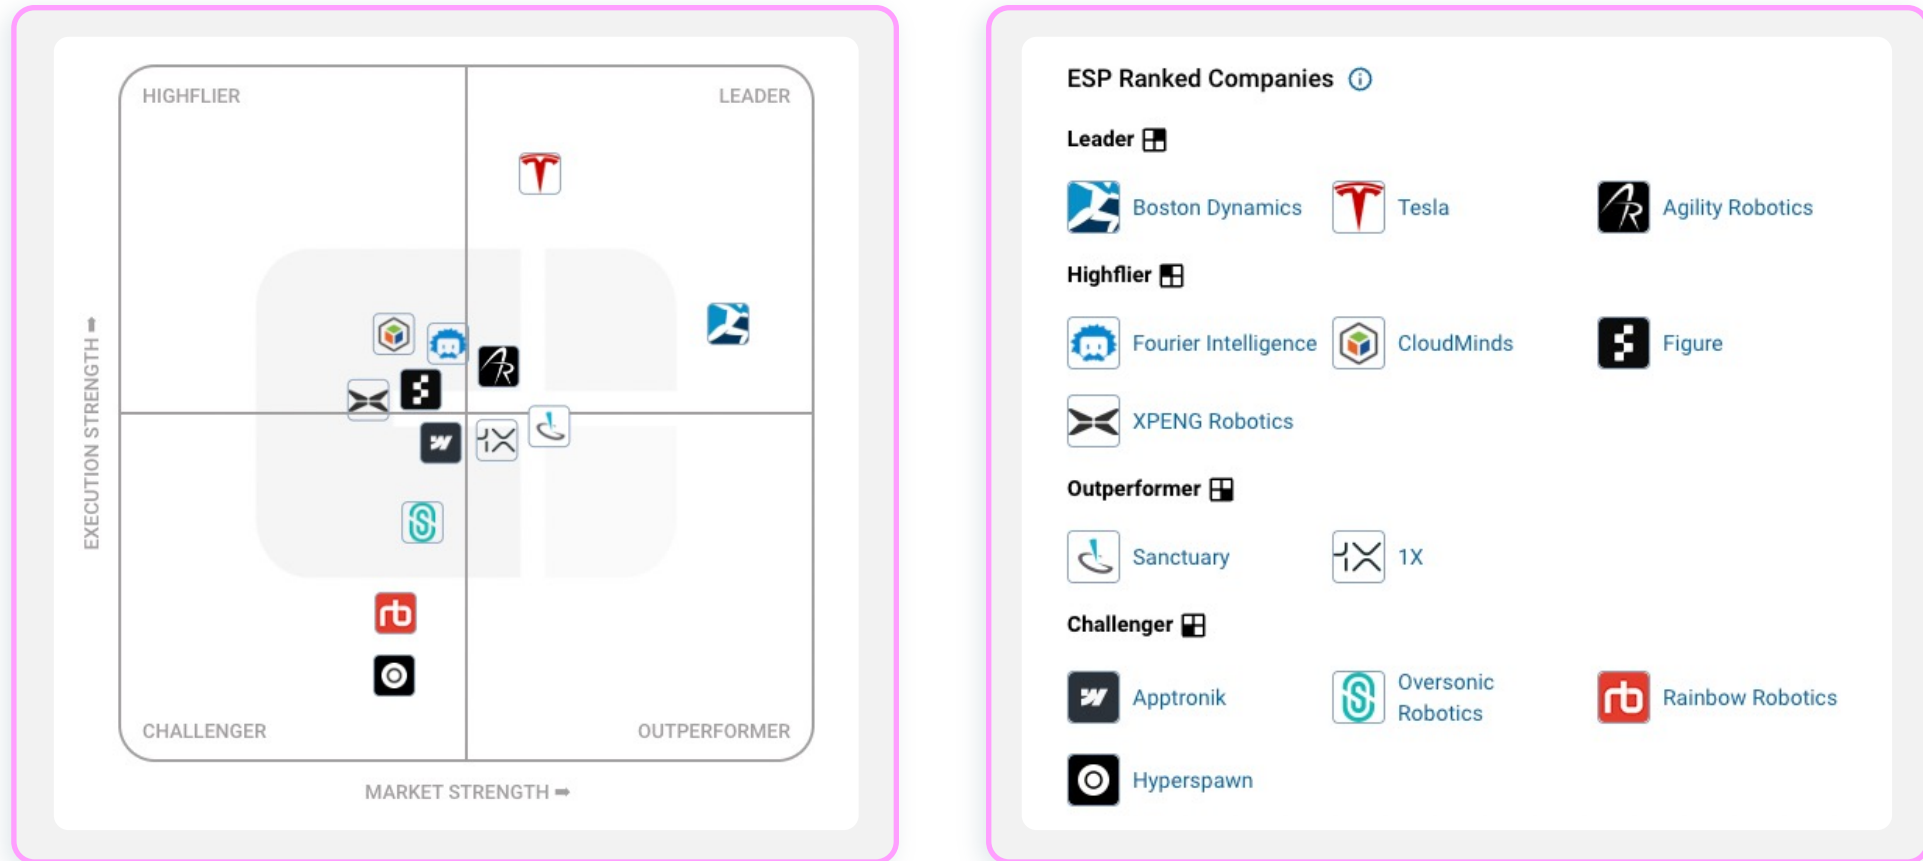 HIGHFLIER
LEADER
EXECUTION STRENGTH ➡
CHALLENGER
OUTPERFORMER
MARKET STRENGTH ➡
ESP Ranked Companies
Leader
Boston Dynamics
Tesla
Agility Robotics
Highflier
Fourier Intelligence
CloudMinds
Figure
XPENG Robotics
Outperformer
Sanctuary
1X
Challenger
Apptronik
Oversonic
Robotics
Rainbow Robotics
Hyperspawn